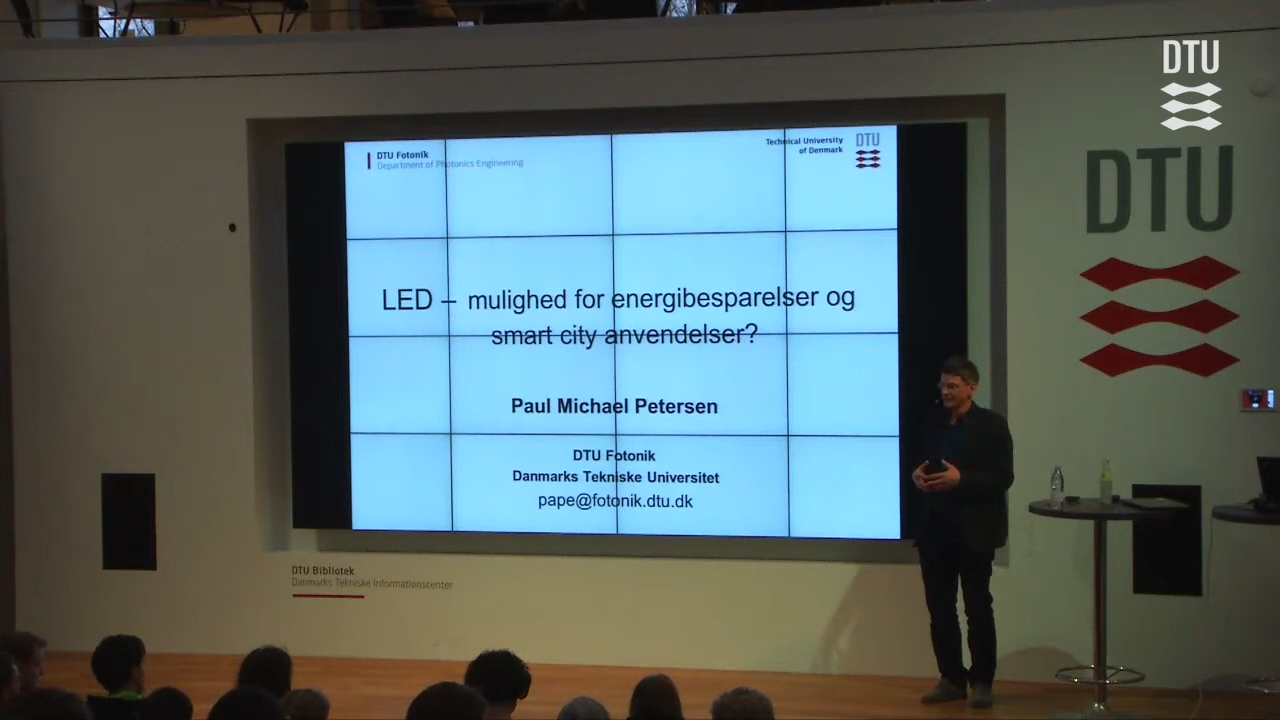 DTU
DTU Fotonik
Department of Photonics Engineering
Technical University
of Denmark
DTU
DTU
LED – mulighed for energibesparelser og
smart city anvendelser?
Paul Michael Petersen
DTU Fotonik
Danmarks Tekniske Universitet
pape@fotonik.dtu.dk
DTU Bibliotek
Danmarks Tekniske Informationscenter